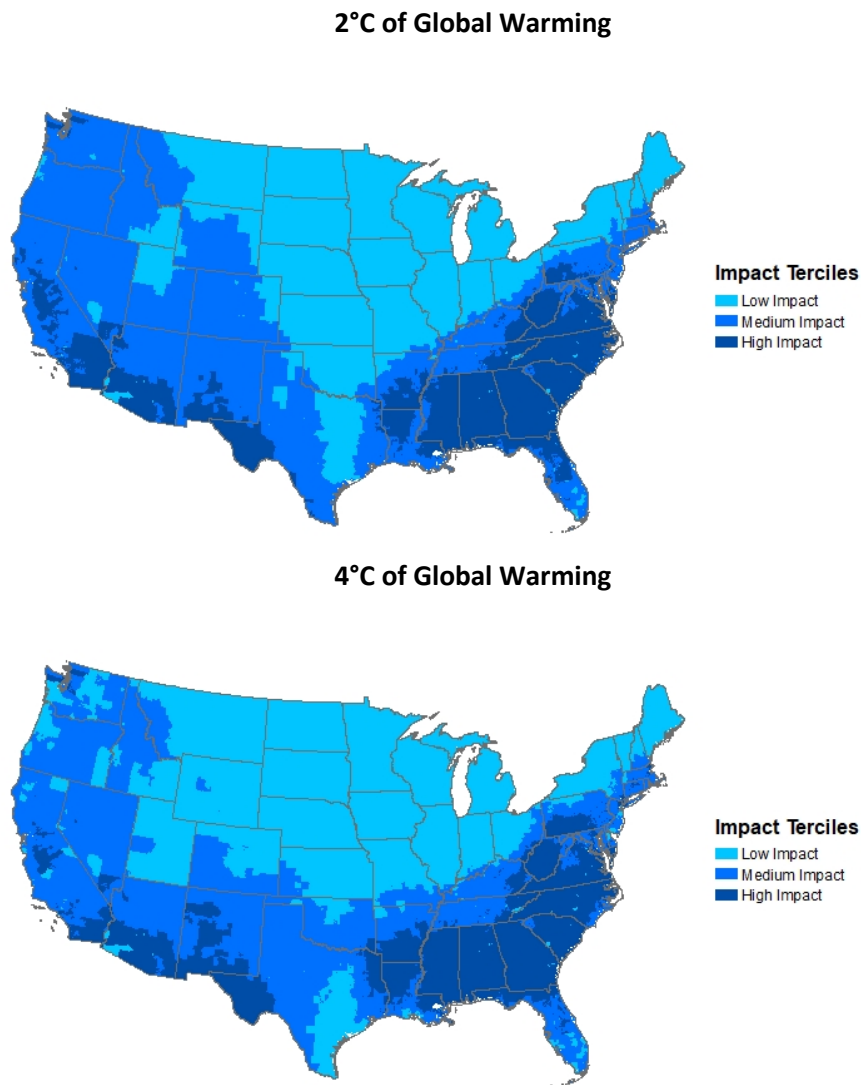 2°C of Global Warming
Impact Terciles
Low Impact
Medium Impact
High Impact
4°C of Global Warming
Impact Terciles
Low Impact
Medium Impact
High Impact